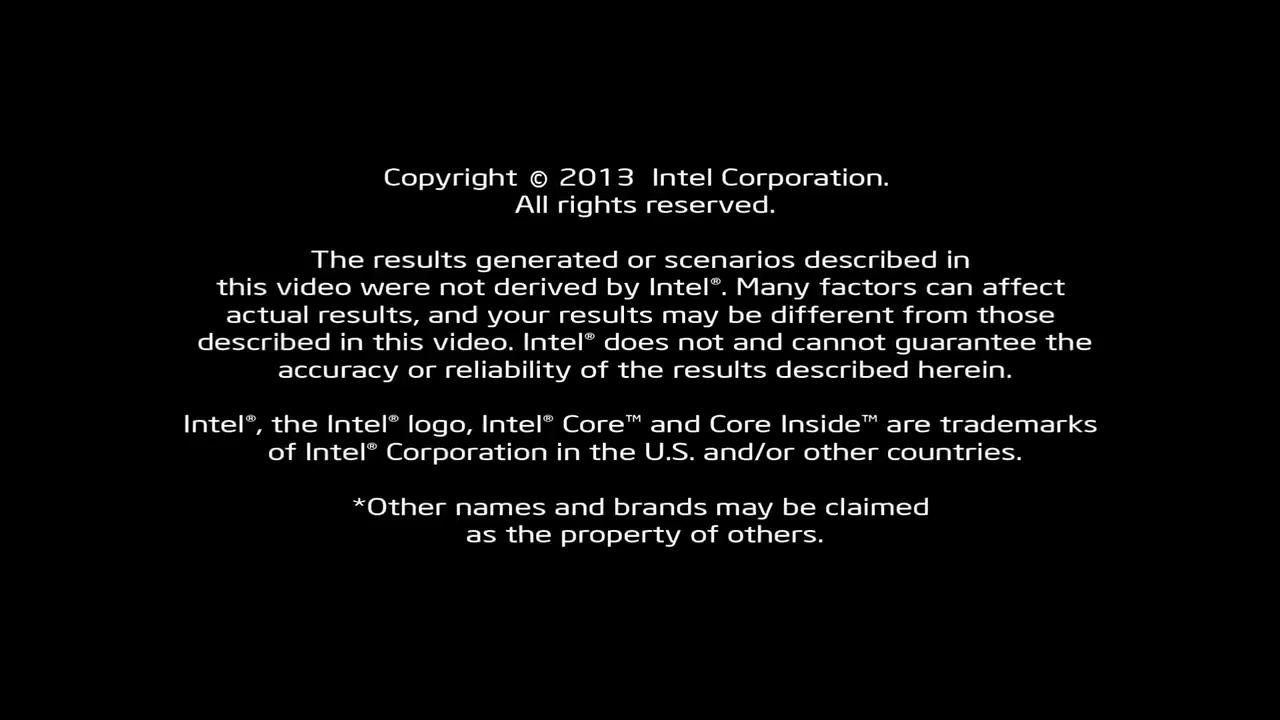 Copyright © 2013 Intel Corporation.
All rights reserved.
The results generated or scenarios described in
this video were not derived by Intel®. Many factors can affect
actual results, and your results may be different from those
described in this video. Intel® does not and cannot guarantee the
accuracy or reliability of the results described herein.
Intel®, the Intel® logo, Intel® Core™ and Core Inside™ are trademarks
of Intel® Corporation in the U.S. and/or other countries.
*Other names and brands may be claimed
as the property of others.